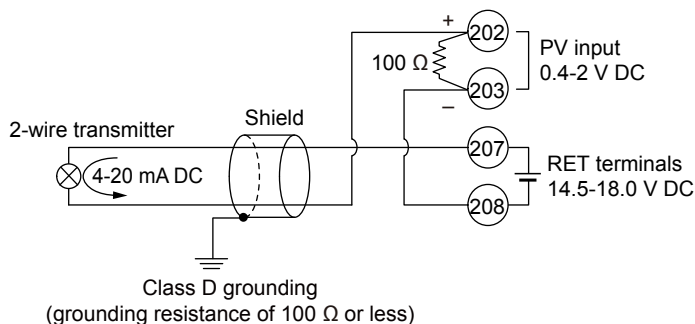 +
202
PV input
0.4-2 V DC
100 Ω
203
−
Shield
2-wire transmitter
207
4-20 mA DC
RET terminals
14.5-18.0 V DC
208
Class D grounding
(grounding resistance of 100 Ω or less)